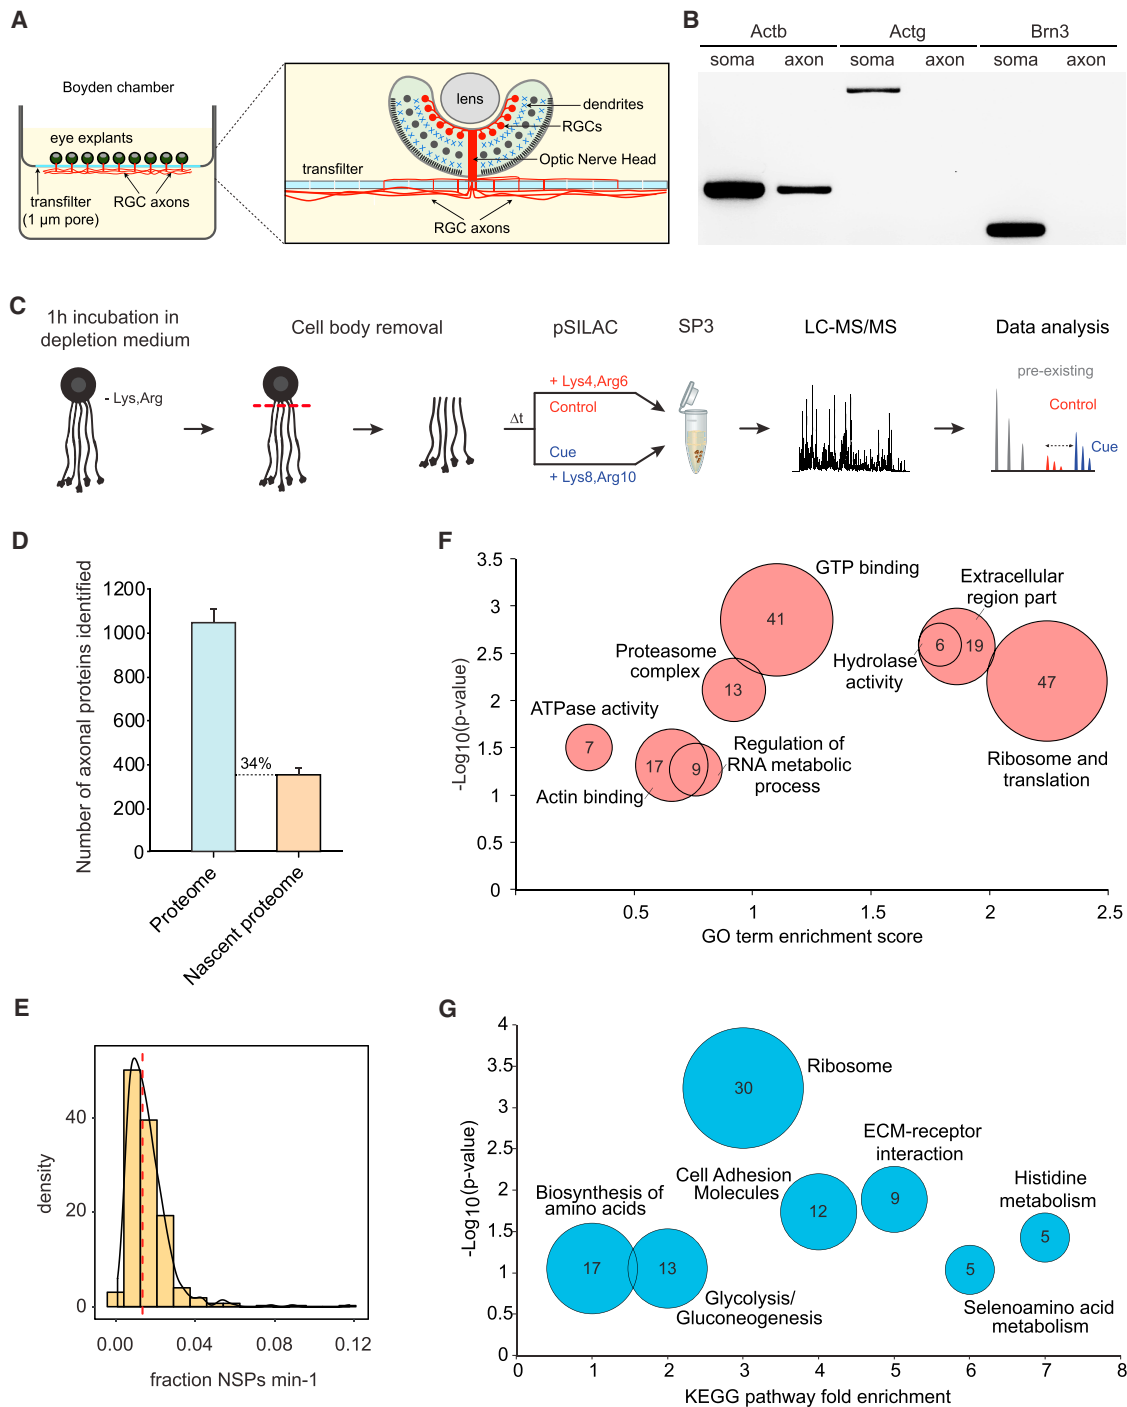 A
Boyden chamber
eye explants
transfilter
(1 µm pore)
RGC axons
lens
dendrites
RGCs
Optic Nerve Head
transfilter
RGC axons
B
Actb
Actg
Brn3
soma
axon
soma
axon
soma
axon
C
1h incubation in
depletion medium
- Lys,Arg
Cell body removal
Δt
pSILAC
+ Lys4,Arg6
Control
Cue
+ Lys8,Arg10
SP3
LC-MS/MS
Data analysis
pre-existing
Control
Cue
D
Number of axonal proteins identified
1200
1000
800
600
400
200
0
34%
Proteome
Nascent proteome
E
density
40
20
0
0.00
0.04
0.08
0.12
fraction NSPs min-1
F
-Log10(p-value)
3.5
3
2.5
2
1.5
1
0.5
0
GTP binding
41
Extracellular
region part
6
19
Hydrolase
activity
47
Ribosome and
translation
Proteasome
complex
13
ATPase activity
7
17
9
Actin binding
Regulation of
RNA metabolic
process
0.5
1
1.5
2
2.5
GO term enrichment score
G
-Log10(p-value)
4
3.5
3
2.5
2
1.5
1
0.5
0
30
Ribosome
ECM-receptor
interaction
9
Cell Adhesion
Molecules
12
Histidine
metabolism
5
Biosynthesis of
amino acids
17
13
Glycolysis/
Gluconeogenesis
5
Selenoamino acid
metabolism
0
1
2
3
4
5
6
7
8
KEGG pathway fold enrichment